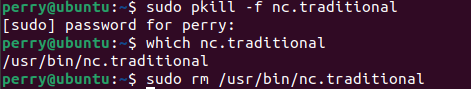 perry@ubuntu:~$ sudo pkill -f nc.traditional
[sudo] password for perry:
perry@ubuntu:~$ which nc.traditional
/usr/bin/nc.traditional
perry@ubuntu:~$ sudo rm /usr/bin/nc.traditional